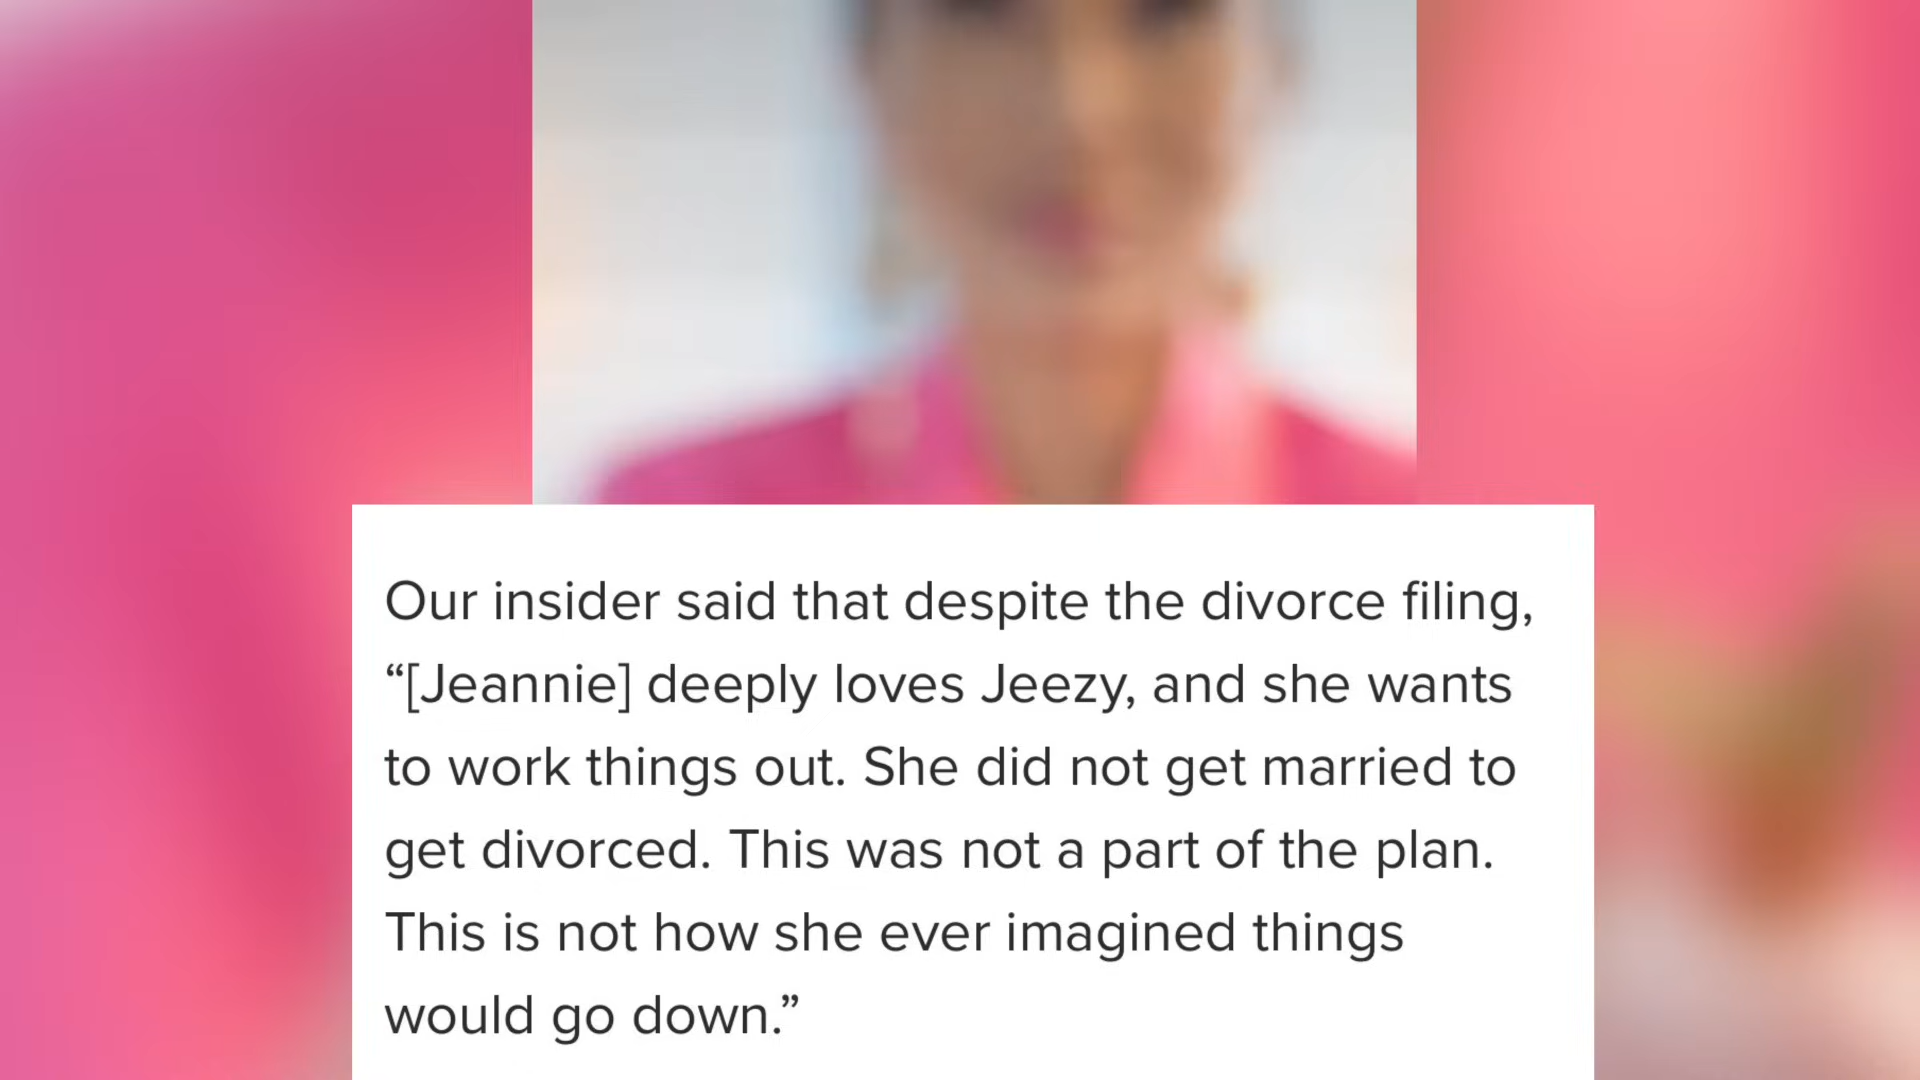 Our insider said that despite the divorce filing,
“[Jeannie] deeply loves Jeezy, and she wants
to work things out. She did not get married to
get divorced. This was not a part of the plan.
This is not how she ever imagined things
would go down.”